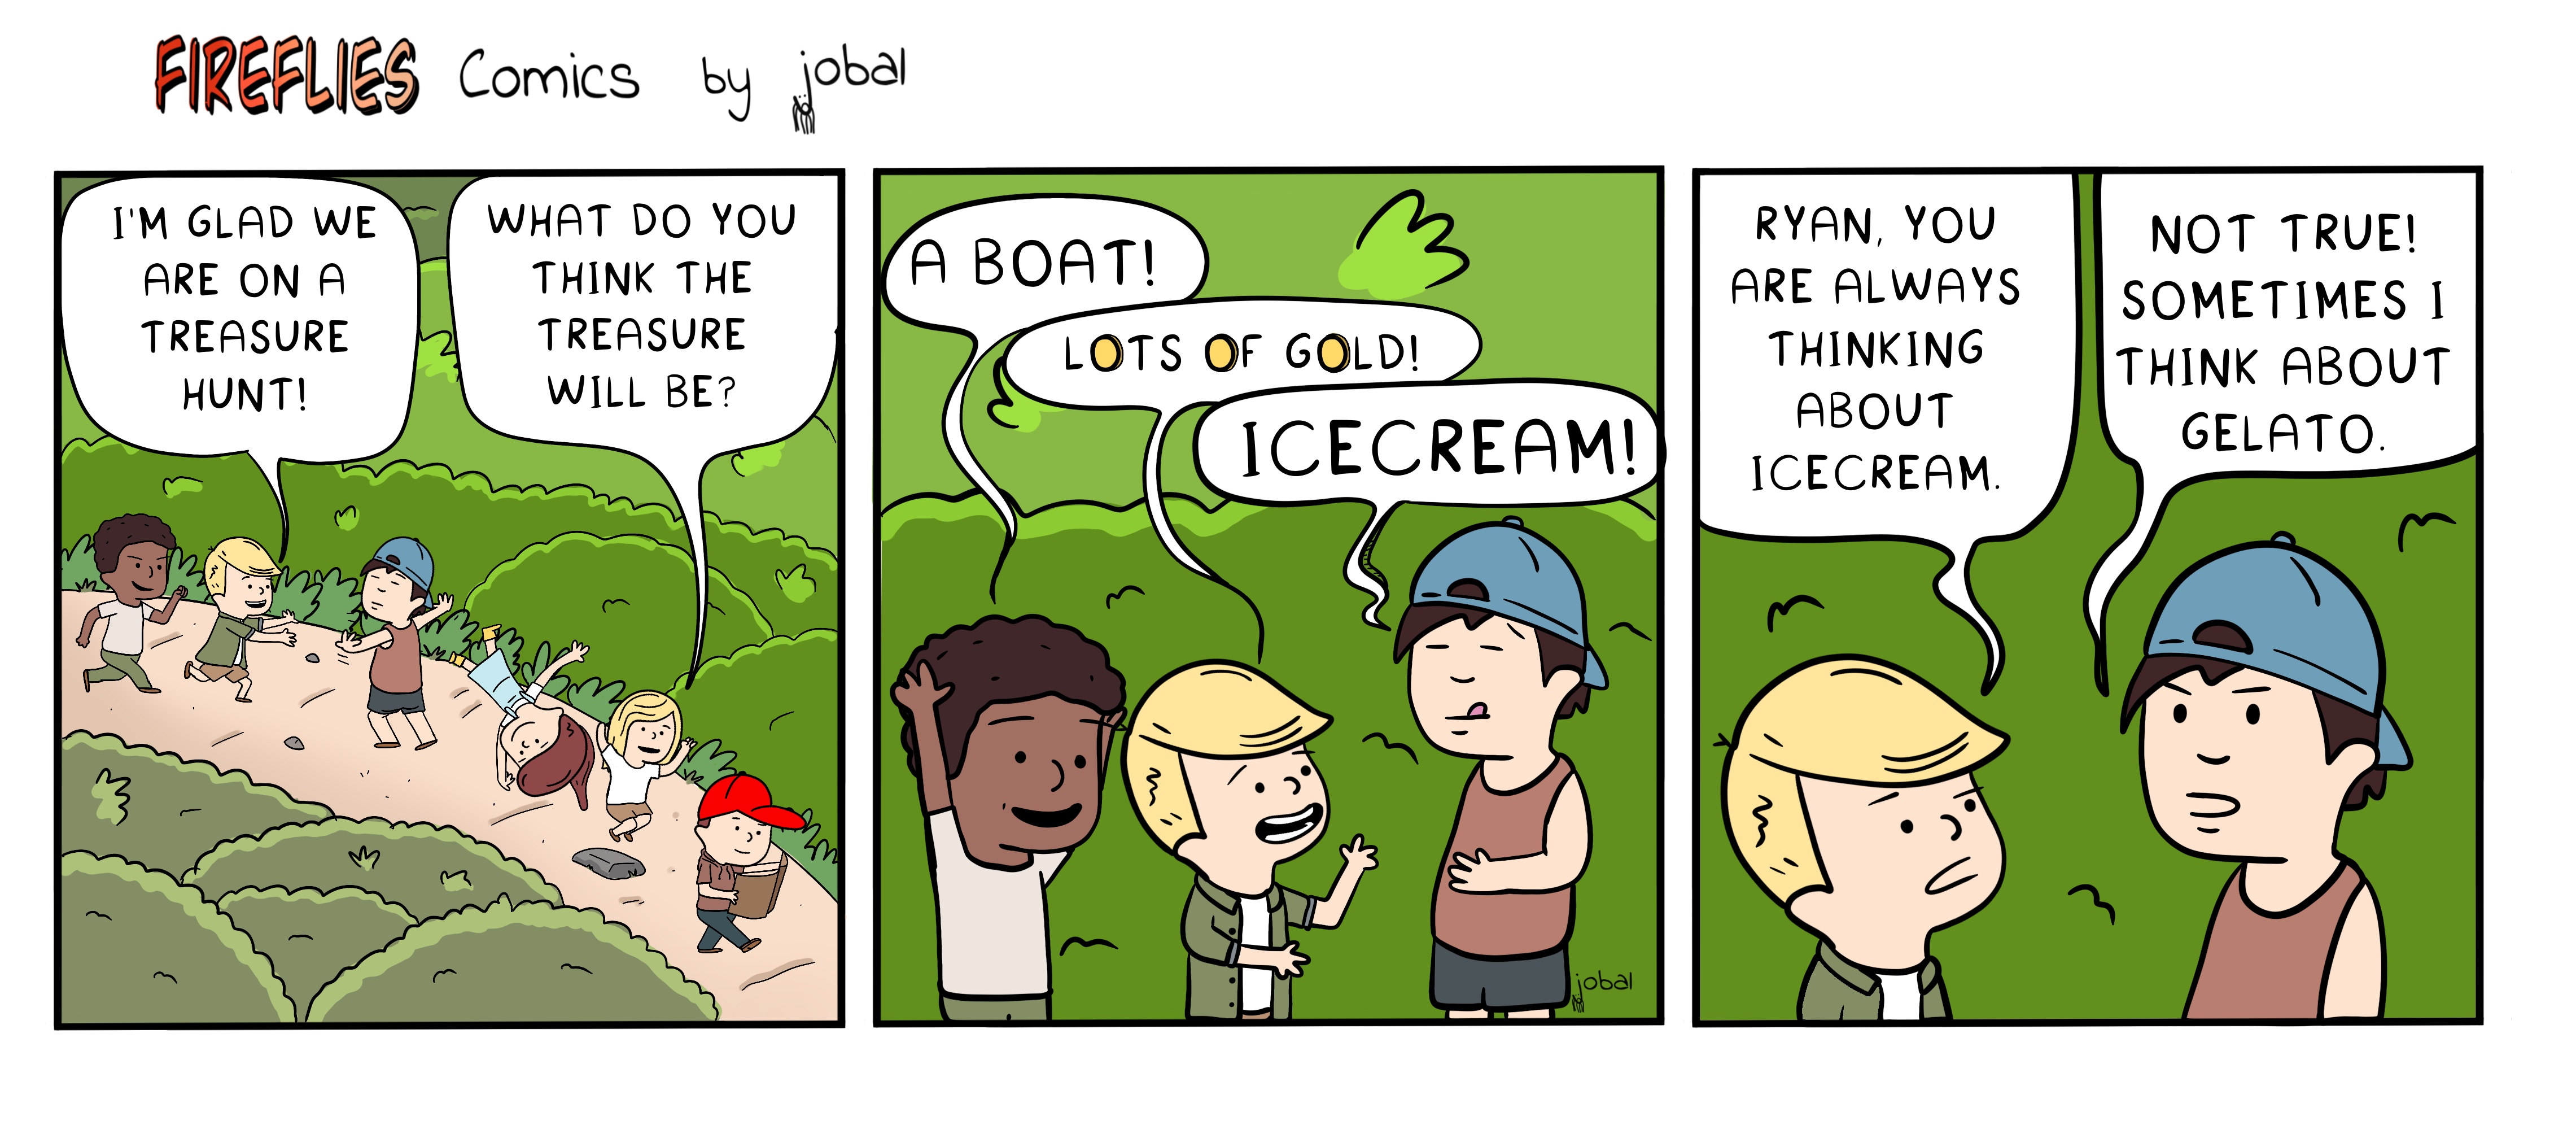 FIREFLIES Comics by jobal
I'M GLAD WE
ARE ON A
TREASURE
HUNT!
WHAT DO YOU
THINK THE
TREASURE
WILL BE?
A BOAT!
LOTS OF GOLD!
ICECREAM!
jobal
RYAN, YOU
ARE ALWAYS
THINKING
ABOUT
ICECREAM.
NOT TRUE!
SOMETIMES I
THINK ABOUT
GELATO.